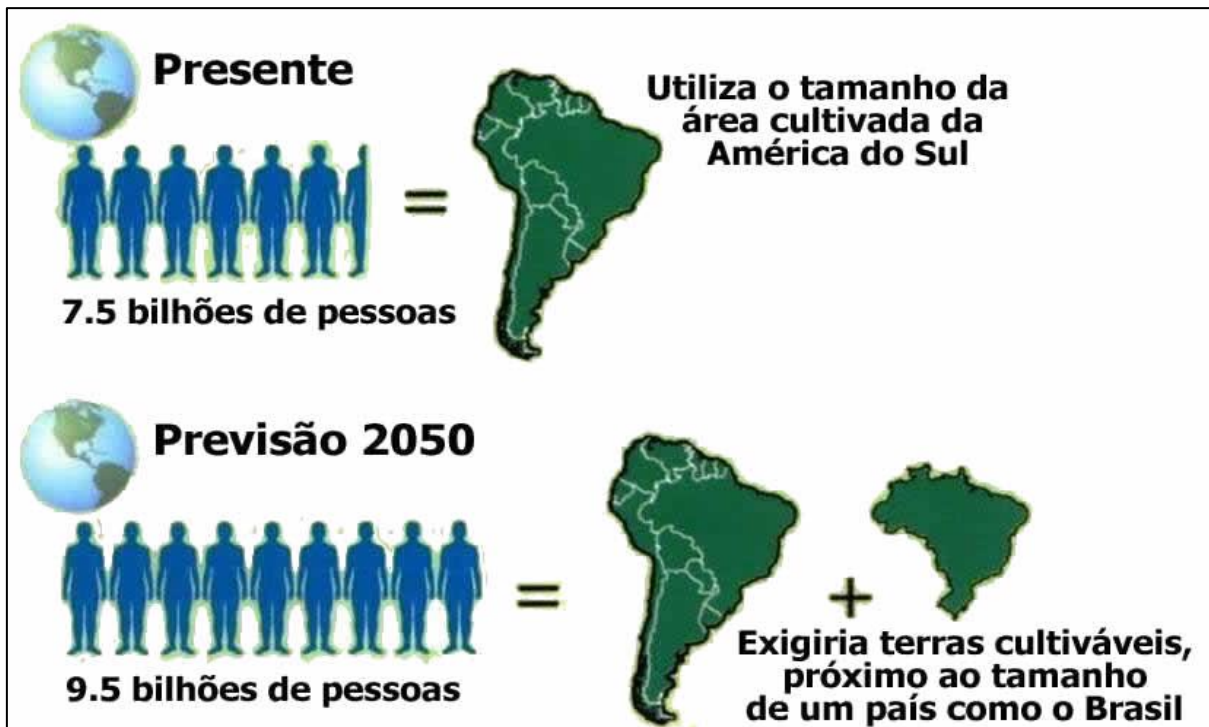 Presente
Utiliza o tamanho da
área cultivada da
América do Sul
=
7.5 bilhões de pessoas
Previsão 2050
= +
9.5 bilhões de pessoas
Exigiria terras cultiváveis,
próximo ao tamanho
de um país como o Brasil